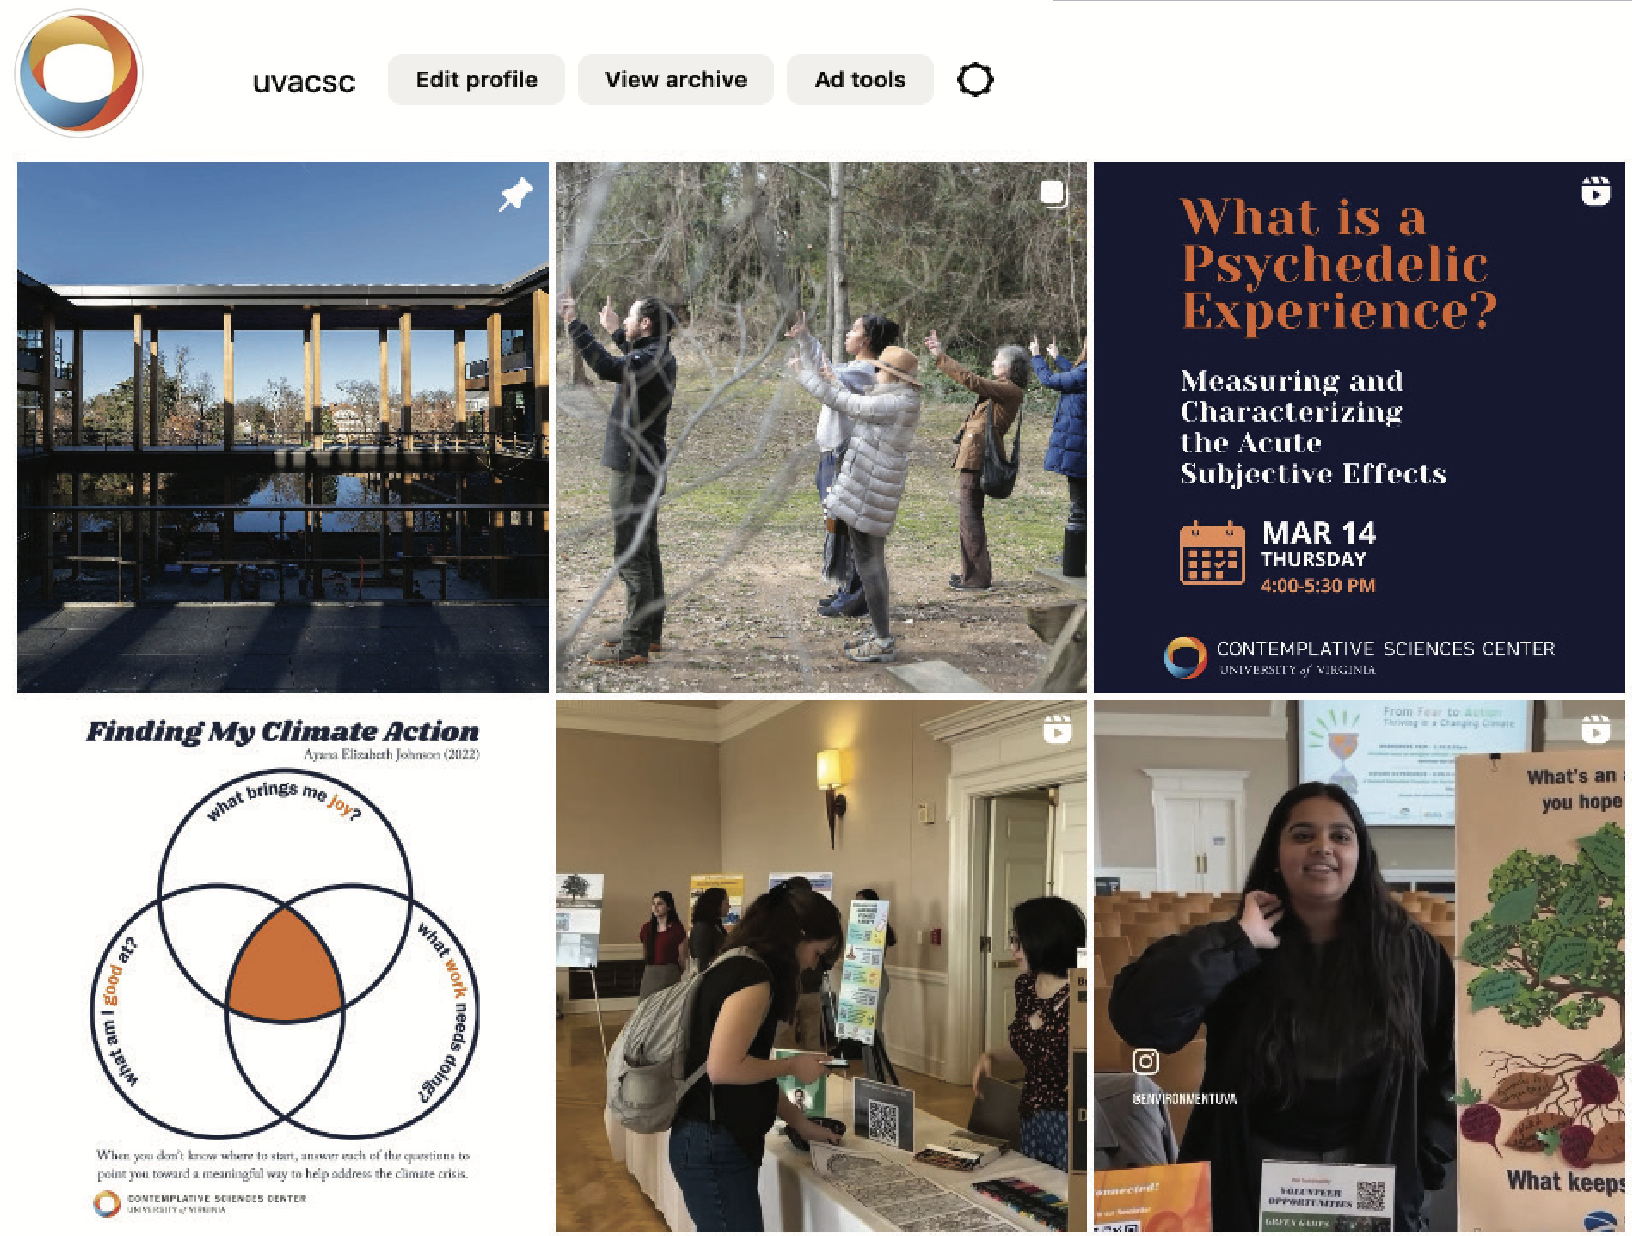 uvacsc
Edit profile
View archive
Ad tools
What is a
Psychedelic
Experience?
Measuring and
Characterizing
the Acute
Subjective Effects
MAR 14
THURSDAY
4:00-5:30 PM
CONTEMPLATIVE SCIENCES CENTER
UNIVERSITY of VIRGINIA
Finding My Climate Action
Ayana Elizabeth Johnson (2022)
what brings me joy?
what am I good at?
what work needs doing?
When you don't know where to start, answer each of the questions to
point you toward a meaningful way to help address the climate crisis.
CONTEMPLATIVE SCIENCES CENTER
UNIVERSITY of VIRGINIA
From Fear to Action
Thriving in a Changing Climate
What's an
you hope
@ENVIRONMENTUVA
What keeps
VOLUNTEER
OPPORTUNITIES